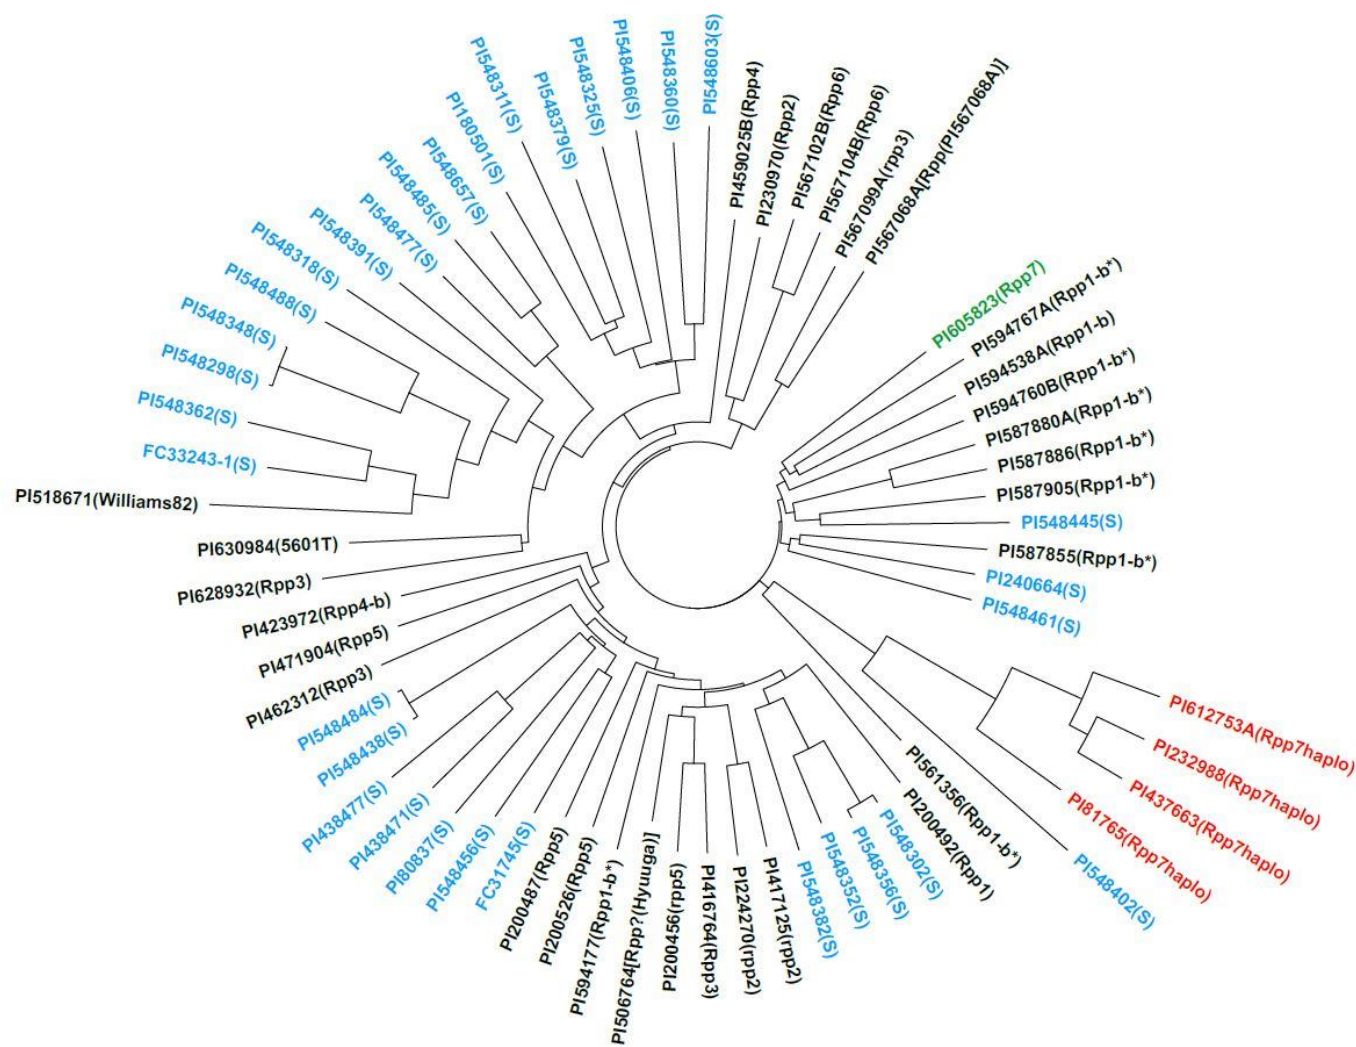 PI548603(S)
PI459025B(Rpp4)
PI230970(Rpp2)
PI567102B(Rpp6)
PI567104B(Rpp6)
PI567099A(rpp3)
PI567068A[Rpp(PI567068A)]
PI605823(Rpp7)
PI594767A(Rpp1-b*)
PI594538A(Rpp1-b)
PI594760B(Rpp1-b*)
PI587880A(Rpp1-b*)
PI587886(Rpp1-b*)
PI587905(Rpp1-b*)
PI548445(S)
PI587855(Rpp1-b*)
PI240664(S)
PI548461(S)
PI612753A(Rpp7haplo)
PI232988(Rpp7haplo)
PI437663(Rpp7haplo)
PI81765(Rpp7haplo)
PI548402(S)
PI561356(Rpp1-b*)
PI200492(Rpp1)
PI548302(S)
PI548356(S)
PI548352(S)
PI548382(S)
PI417125(rpp2)
PI224270(rpp2)
PI416764(Rpp3)
PI200456(rpp5)
PI506764[Rpp?(Hyuuga)]
PI594177(Rpp1-b*)
PI200526(Rpp5)
PI200487(Rpp5)
FC31745(S)
PI548456(S)
PI80837(S)
PI438471(S)
PI438477(S)
PI548438(S)
PI548484(S)
PI462312(Rpp3)
PI471904(Rpp5)
PI423972(Rpp4-b)
PI628932(Rpp3)
PI630984(5601T)
PI518671(Williams82)
FC33243-1(S)
PI548362(S)
PI548298(S)
PI548348(S)
PI548488(S)
PI548318(S)
PI548391(S)
PI548477(S)
PI548485(S)
PI548657(S)
PI180501(S)
PI548311(S)
PI548379(S)
PI548325(S)
PI548406(S)
PI548360(S)